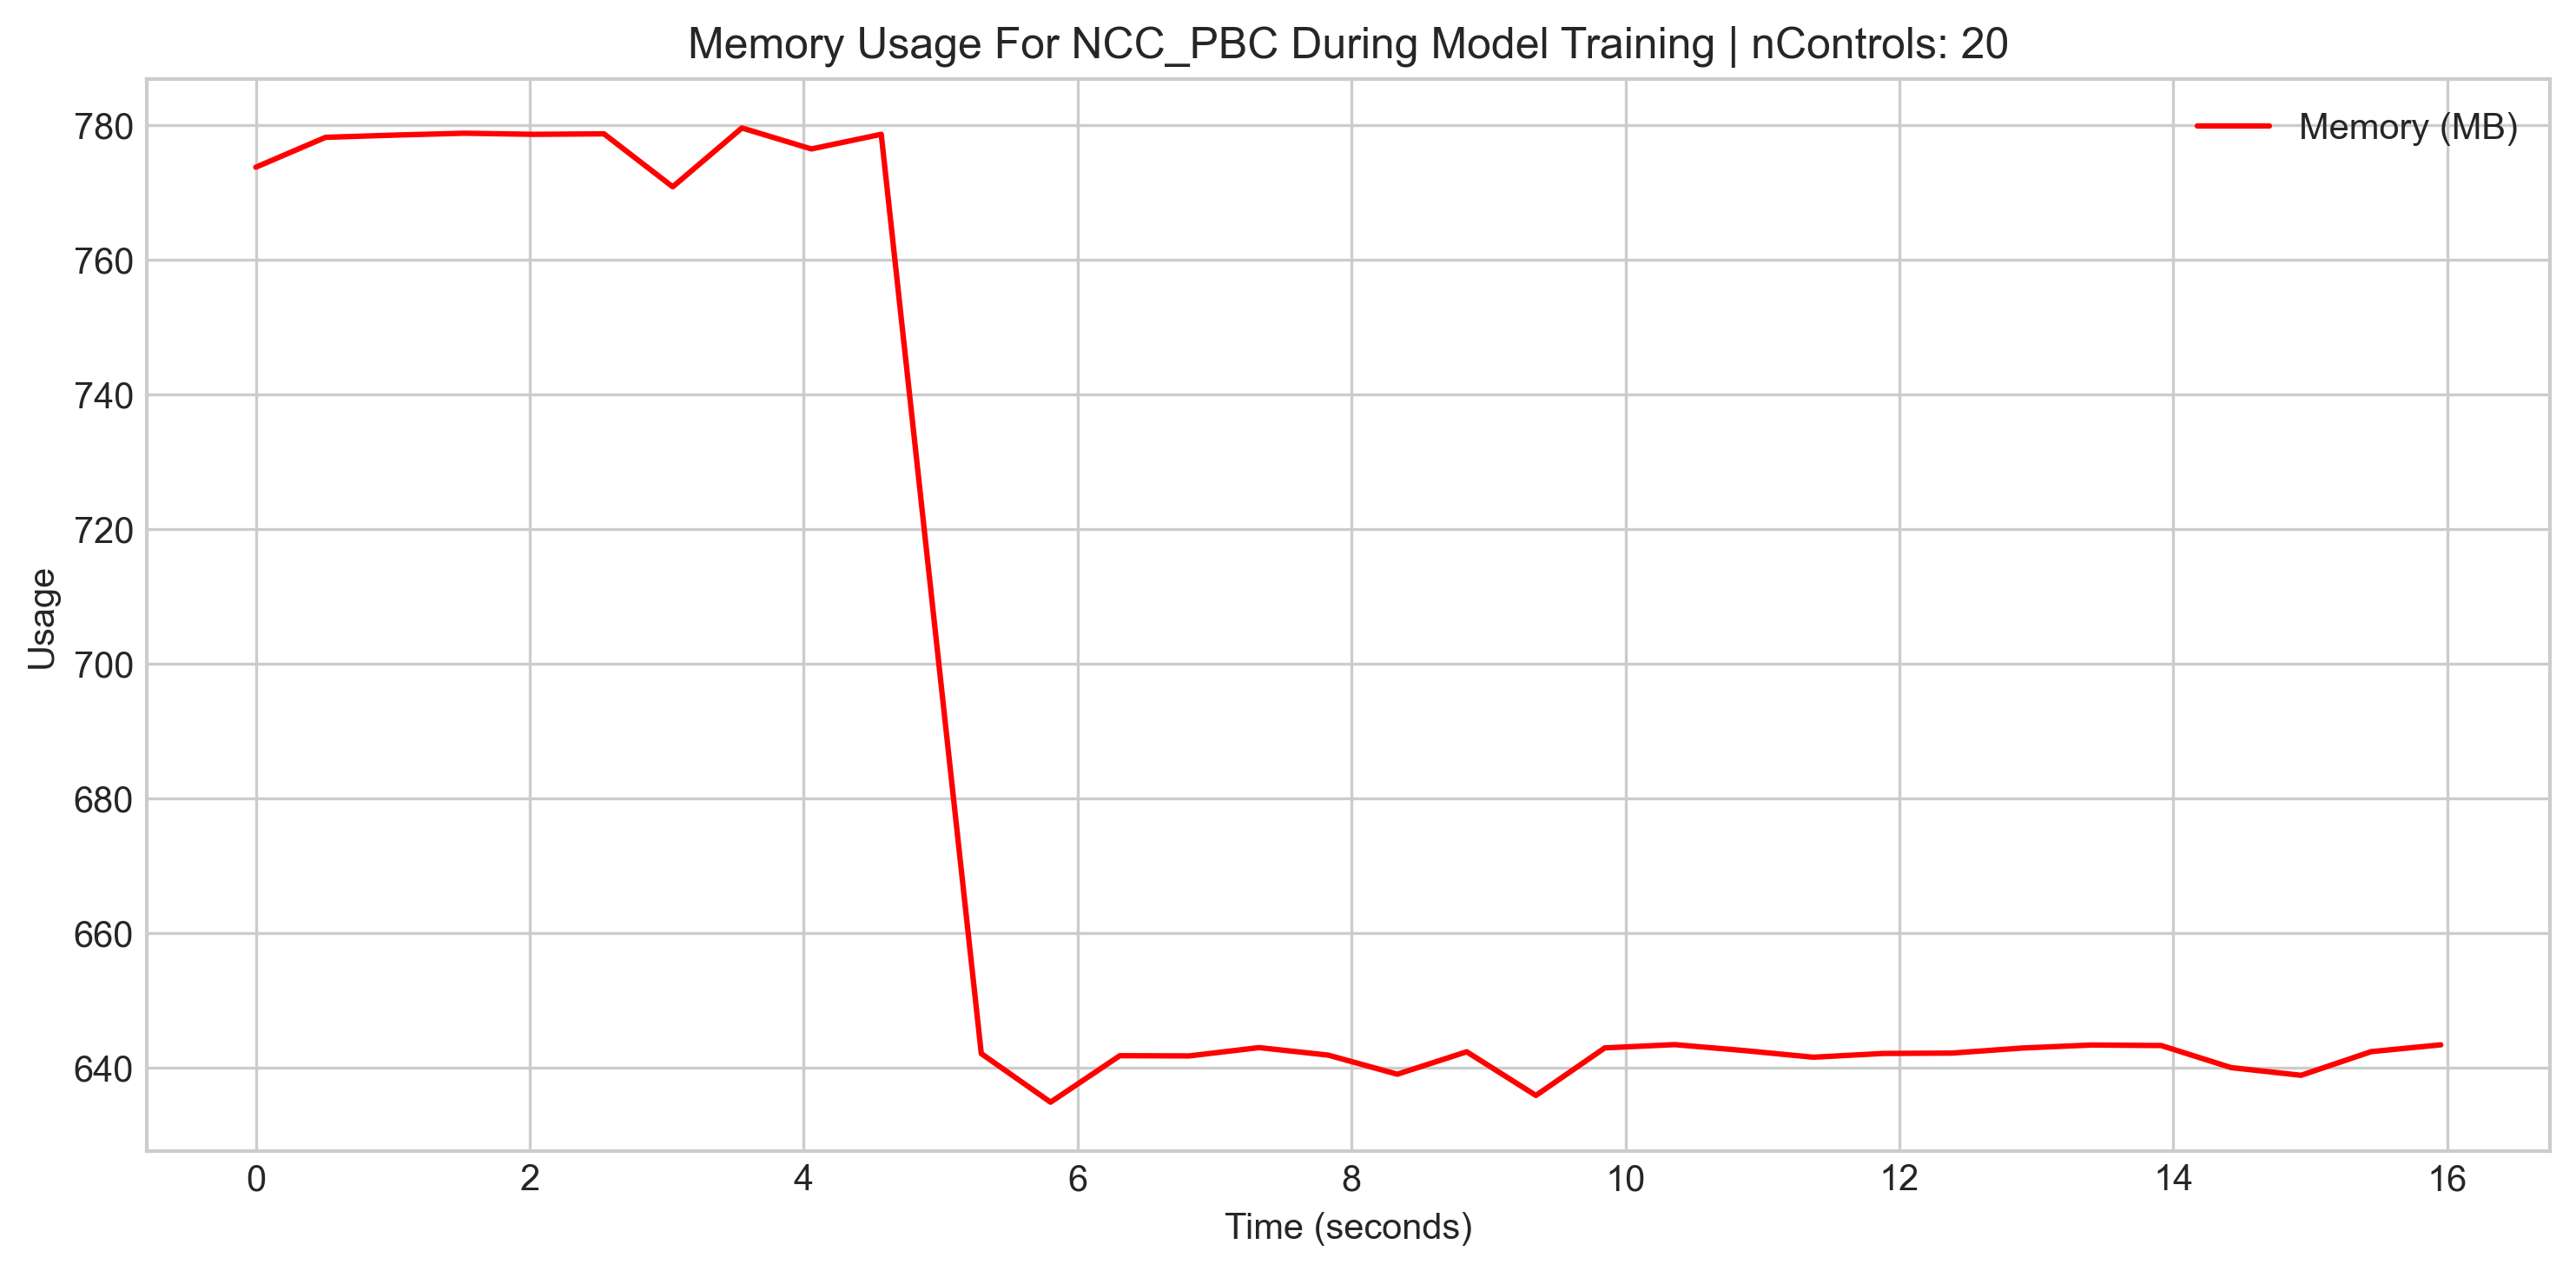 Memory Usage For NCC_PBC During Model Training | nControls: 20
Memory (MB)
780
760
740
720
700
680
660
640
Usage
0 2 4 6 8 10 12 14 16
Time (seconds)